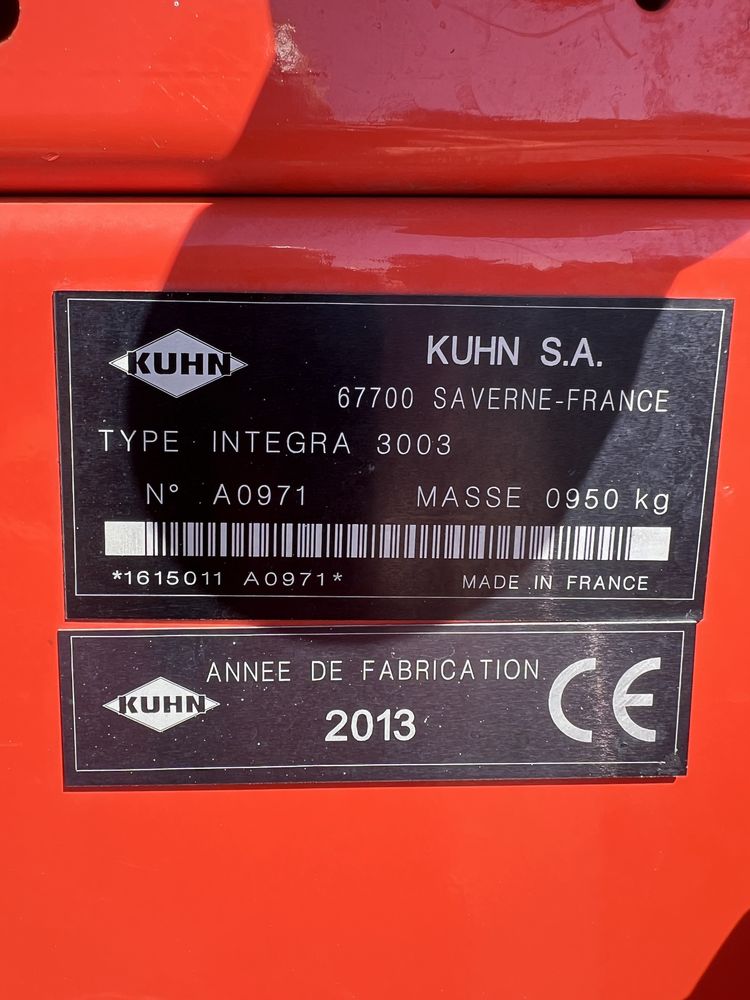 KUHN
KUHN S.A.
67700 SAVERNE-FRANCE
TYPE INTEGRA 3003
N° A0971 MASSE 0950 kg
*1615011 A0971* MADE IN FRANCE
KUHN
ANNEE DE FABRICATION
2013
CE